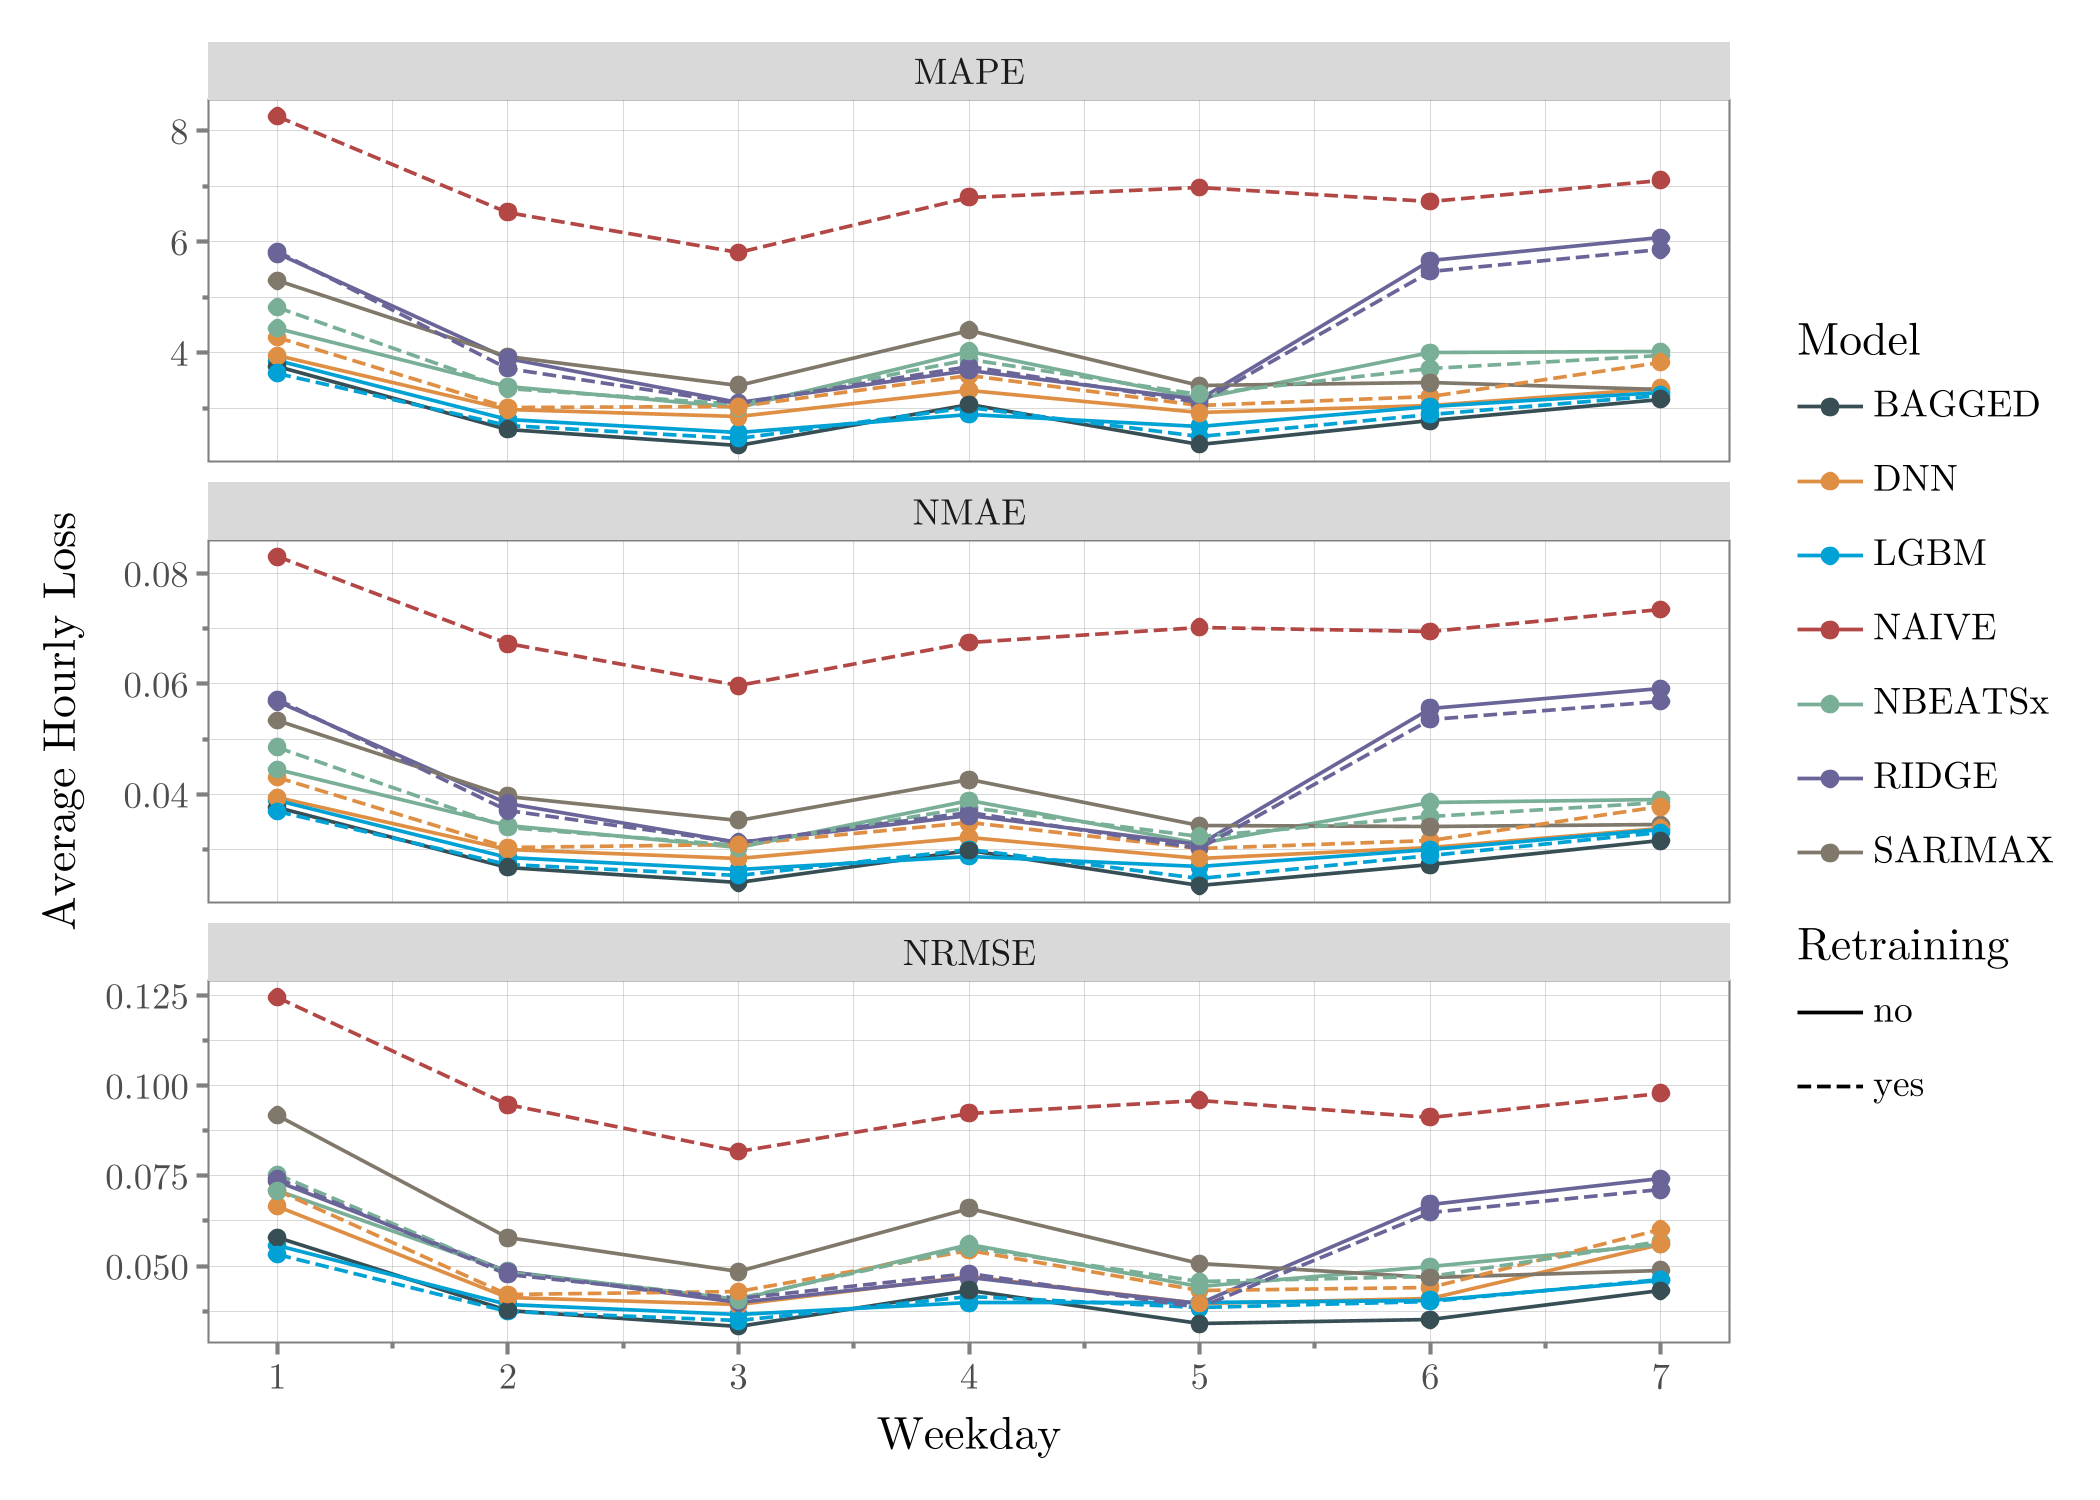 MAPE
8
6
4
NMAE
0.08
0.06
0.04
NRMSE
0.125
0.100
0.075
0.050
1 2 3 4 5 6 7
Weekday
Average Hourly Loss
Model
BAGGED
DNN
LGBM
NAIVE
NBEATSx
RIDGE
SARIMAX
Retraining
no
yes